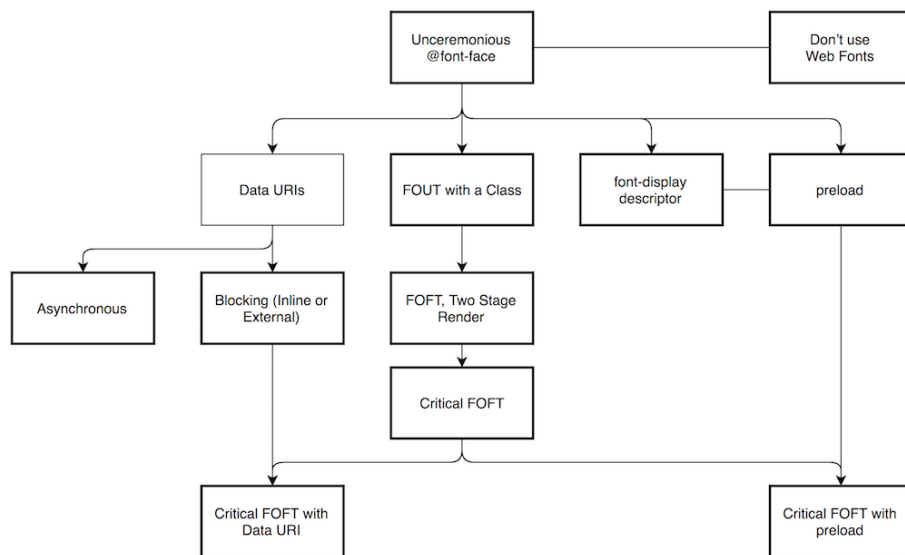 Unceremonious
@font-face
Don’t use
Web Fonts
Data URIs
FOUT with a Class
font-display
descriptor
preload
Asynchronous
Blocking (Inline or
External)
FOFT, Two Stage
Render
Critical FOFT
Critical FOFT with
Data URI
Critical FOFT with
preload